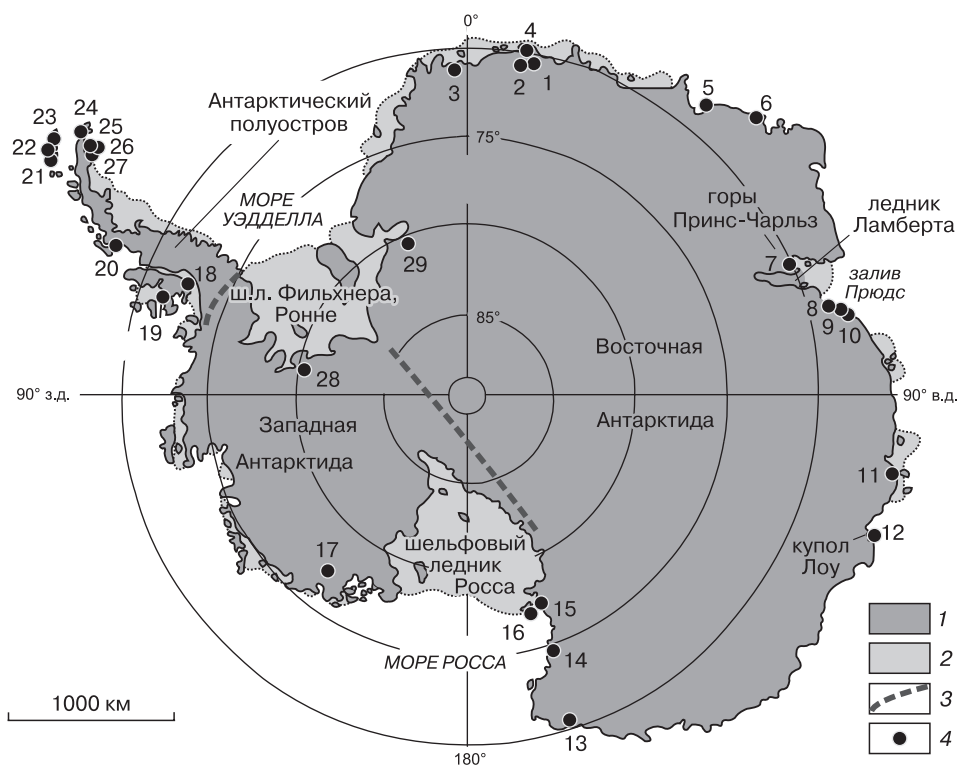 0°
4
3
2
1
5
6
24
23
25
22
26
27
21
Антарктический
полуостров
75°
МОРЕ
УЭДДЕЛЛА
горы
Принс-Чарльз
ледник
Ламберта
20
18
19
29
7
залив
Прюдс
8
9
10
ш.л. Фильхнера,
Ронне
85°
28
Восточная
90° з.д.
90° в.д.
Западная
Антарктида
Антарктида
11
12
купол
Лоу
17
шельфовый
ледник
Росса
15
16
МОРЕ РОССА
14
13
1000 км
180°
1
2
3
4